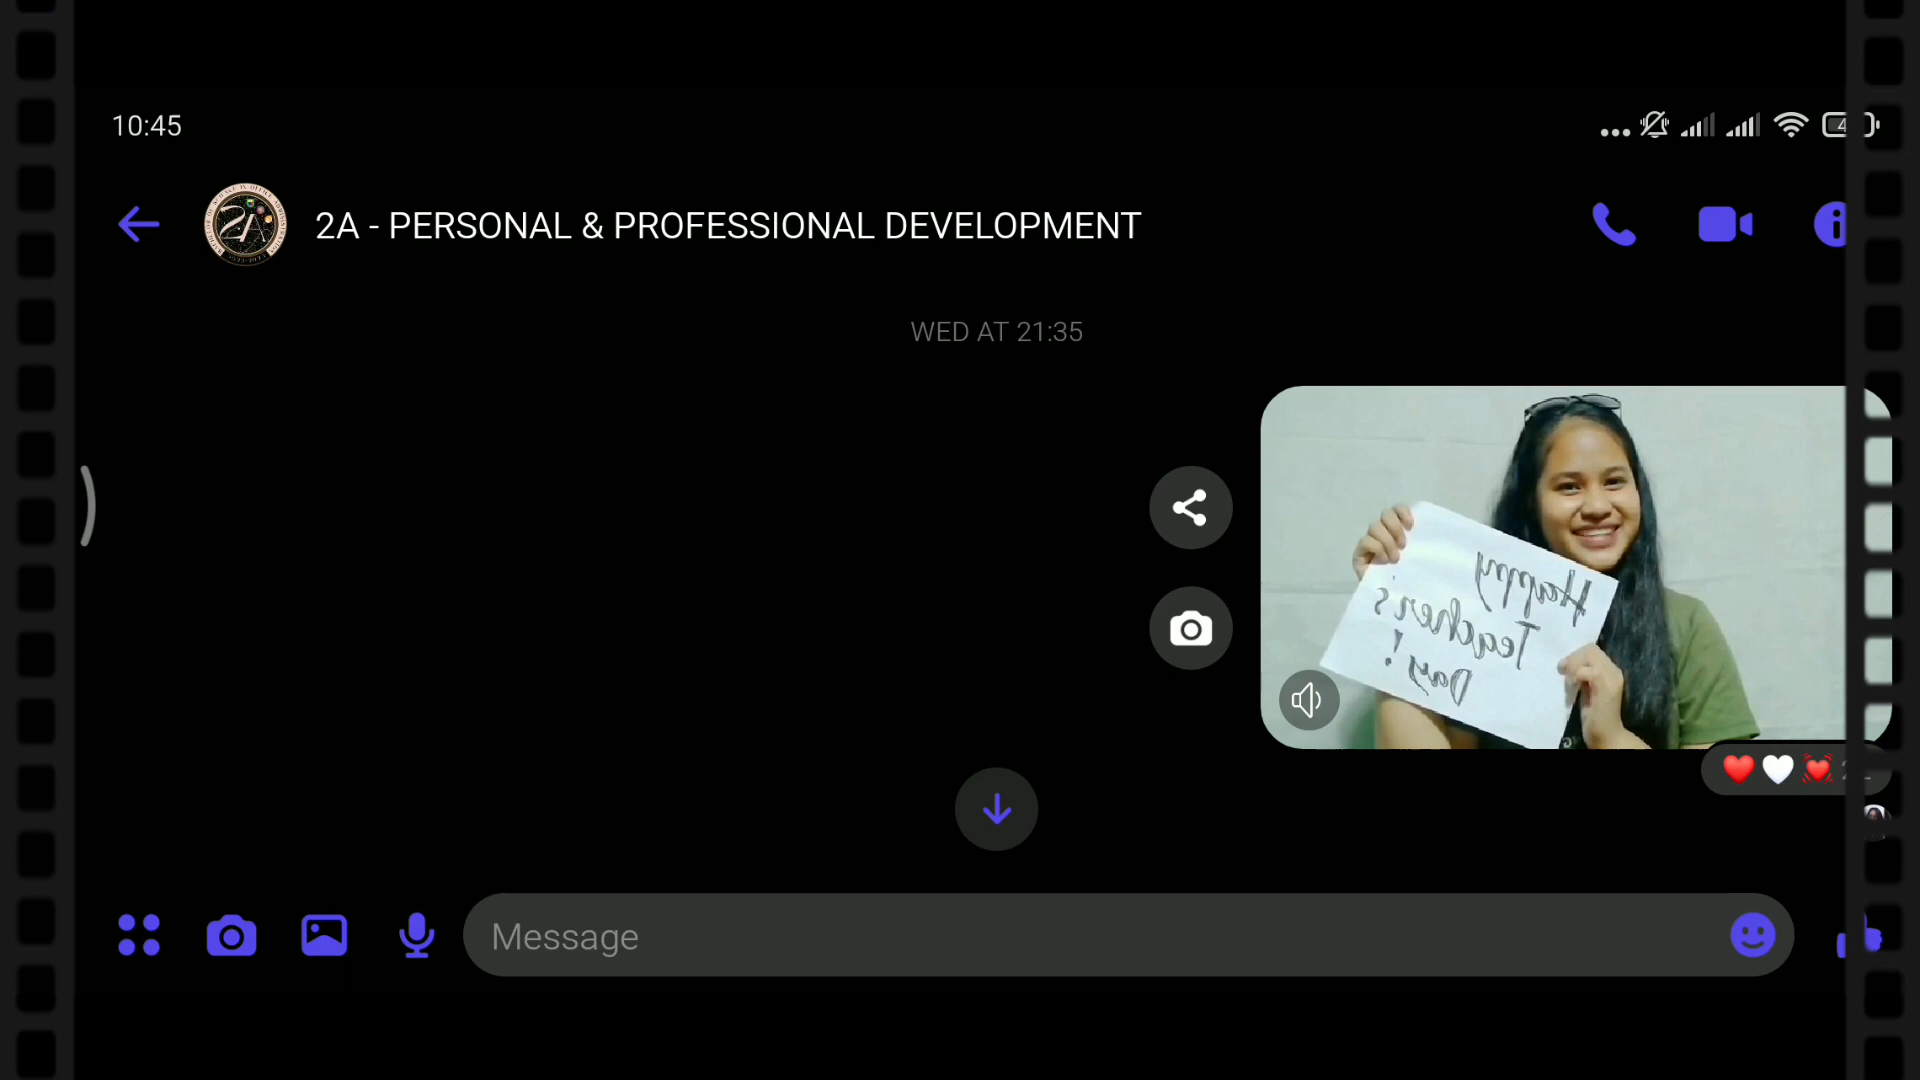 10:45
2A - PERSONAL & PROFESSIONAL DEVELOPMENT
WED AT 21:35
Happy
Teacher's
Day!
Message